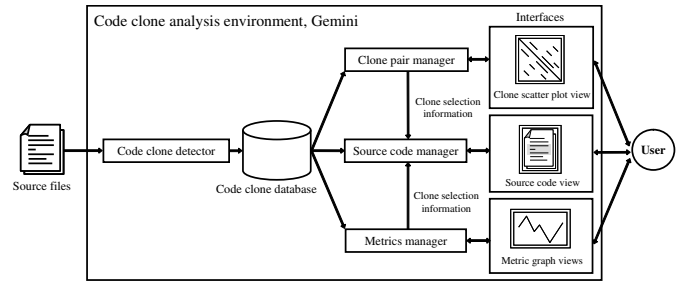 Code clone analysis environment, Gemini
Interfaces
Clone pair manager
Clone scatter plot view
Clone selection
information
Source files
Code clone detector
Code clone database
Source code manager
Source code view
User
Clone selection
information
Metrics manager
Metric graph views